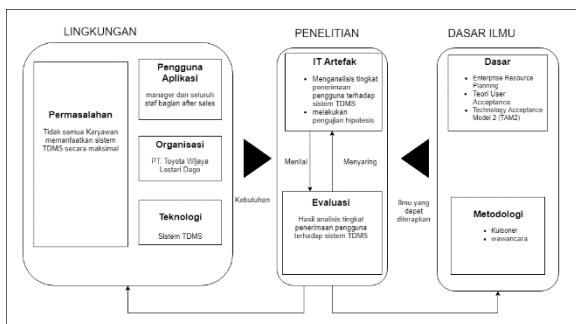 LINGKUNGAN
Permasalahan
Tidak semua Karyawan
memanfaatkan sistem
TDMS secara maksimal
Pengguna
Aplikasi
manager dan seluruh
staf bagian after sales
Organisasi
PT. Toyota Wijaya
Lestari Dago
Teknologi
Sistem TDMS
Kebutuhan
PENELITIAN
IT Artefak
• Menganalisis tingkat
penerimaan pengguna
terhadap sistem TDMS
• melakukan
pengujian hipotesis
Menilai
Menyaring
Evaluasi
Hasil analisis tingkat
penerimaan pengguna
terhadap sistem TDMS
Ilmu yang
dapat
diterapkan
DASAR ILMU
Dasar
• Enterprise Resource
Planning
• Teori User
Acceptance
• Technology Acceptance
Model 2 (TAM2)
Metodologi
• Kuisoner
• wawancara